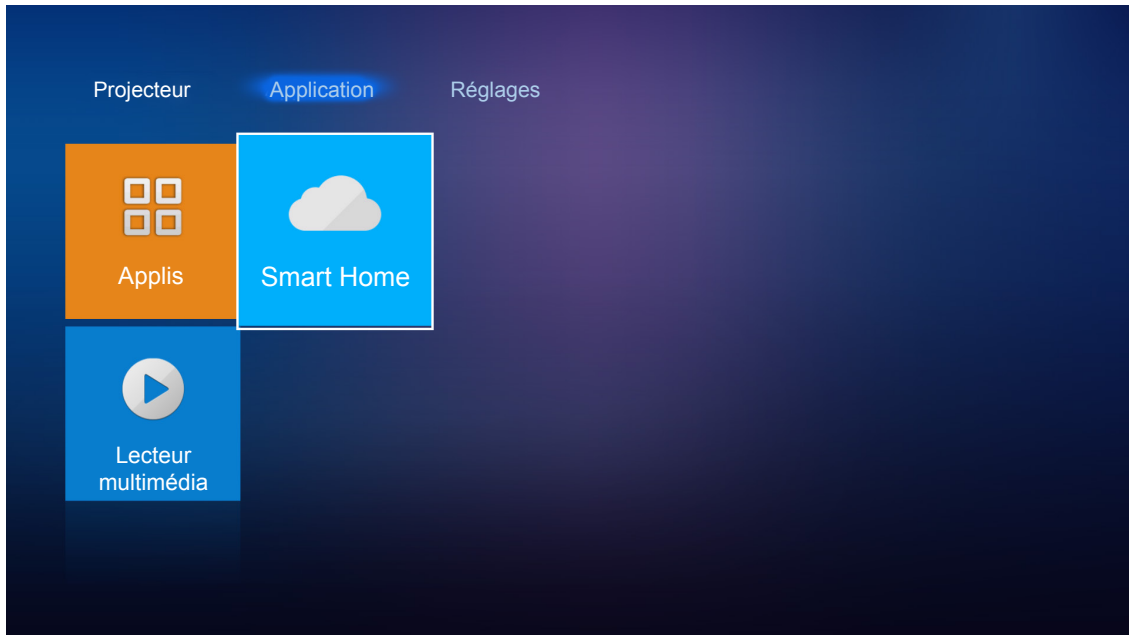 Projecteur Application Réglages
Applis
Smart Home
Lecteur
multimédia